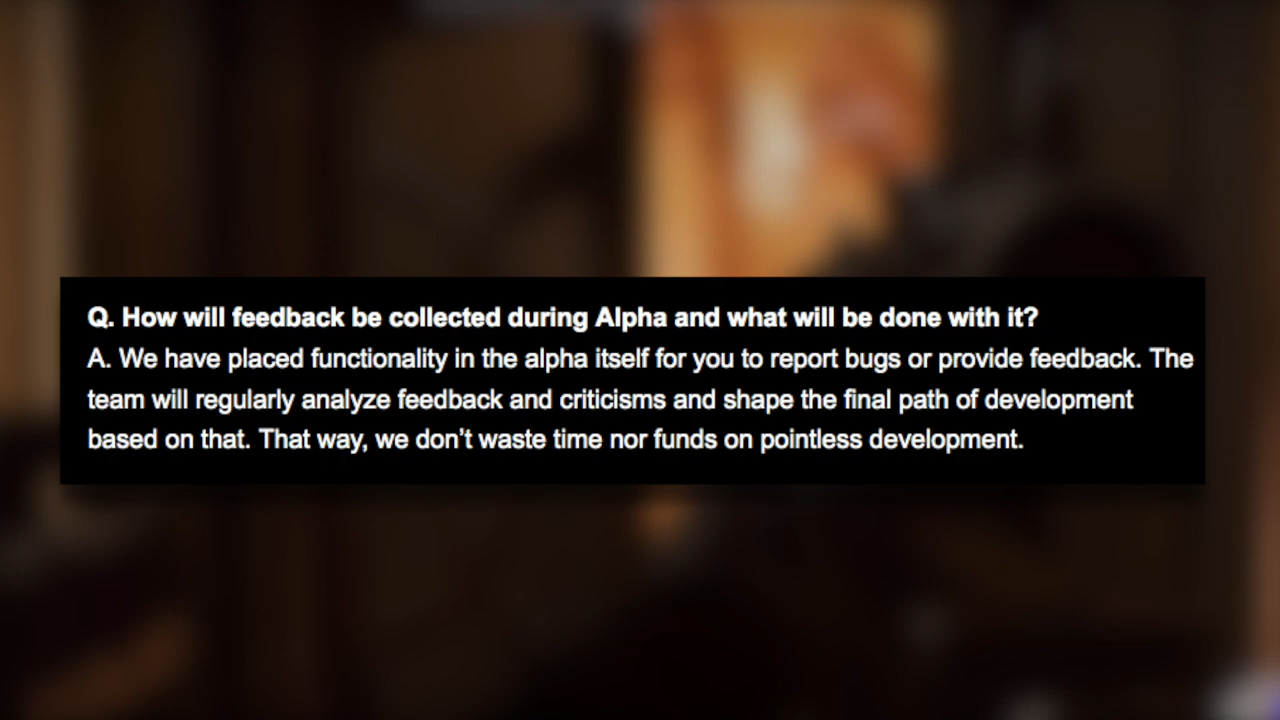 Q. How will feedback be collected during Alpha and what will be done with it?
A. We have placed functionality in the alpha itself for you to report bugs or provide feedback. The
team will regularly analyze feedback and criticisms and shape the final path of development
based on that. That way, we don’t waste time nor funds on pointless development.